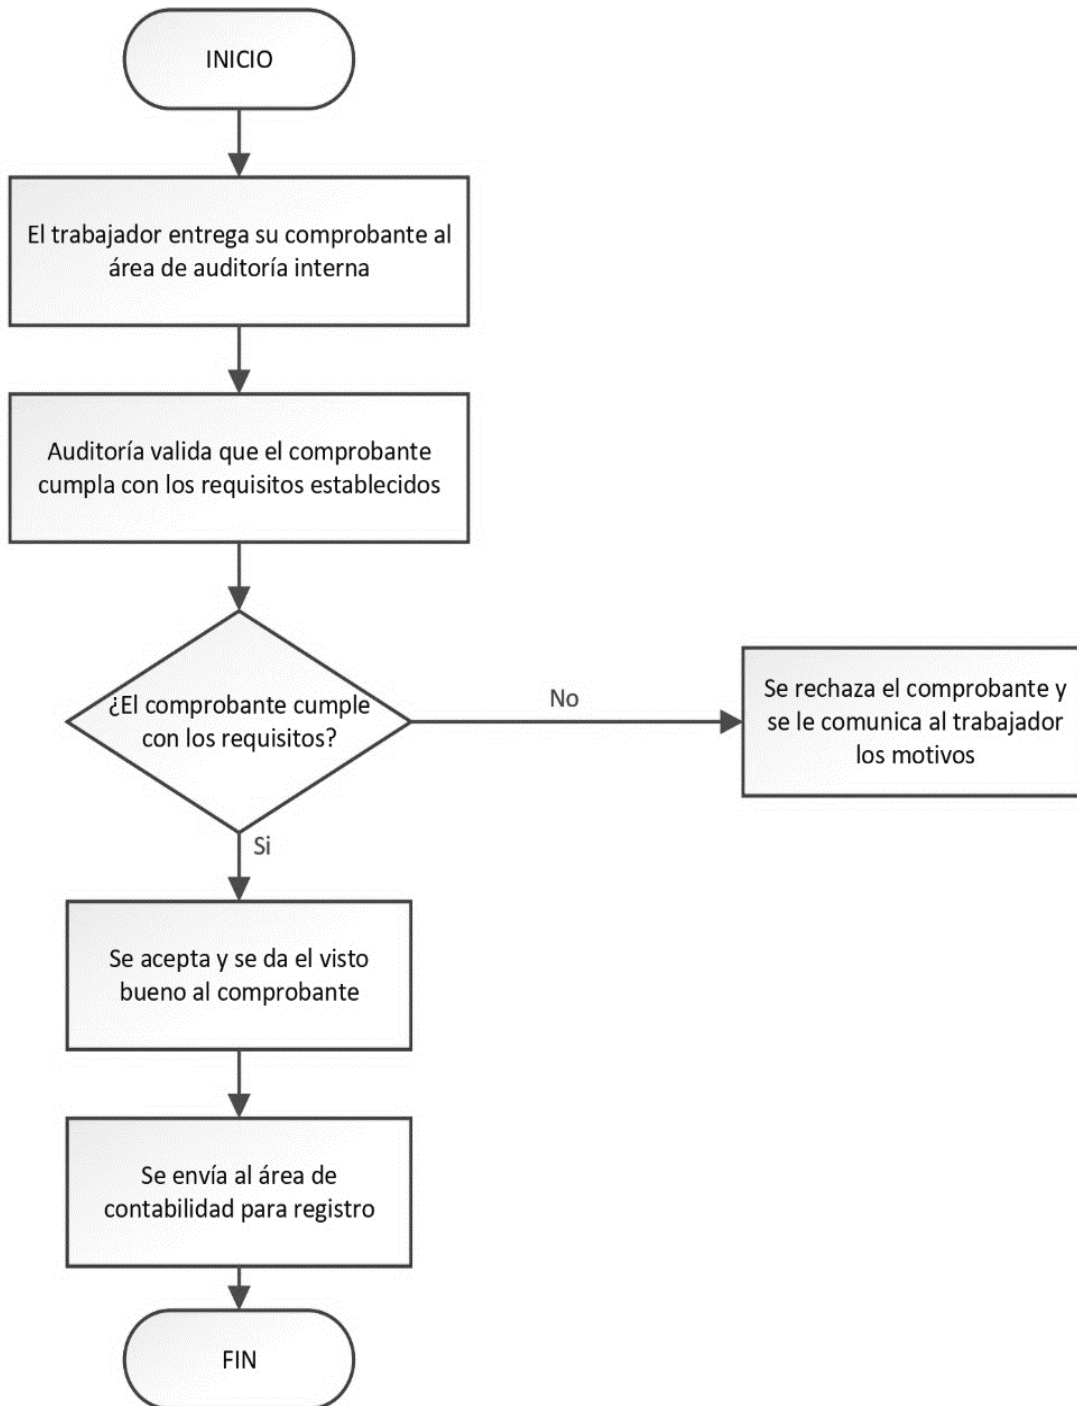 INICIO
El trabajador entrega su comprobante al
área de auditoría interna
Auditoría valida que el comprobante
cumpla con los requisitos establecidos
¿El comprobante cumple
con los requisitos?
No
Se rechaza el comprobante y
se le comunica al trabajador
los motivos
Si
Se acepta y se da el visto
bueno al comprobante
Se envía al área de
contabilidad para registro
FIN